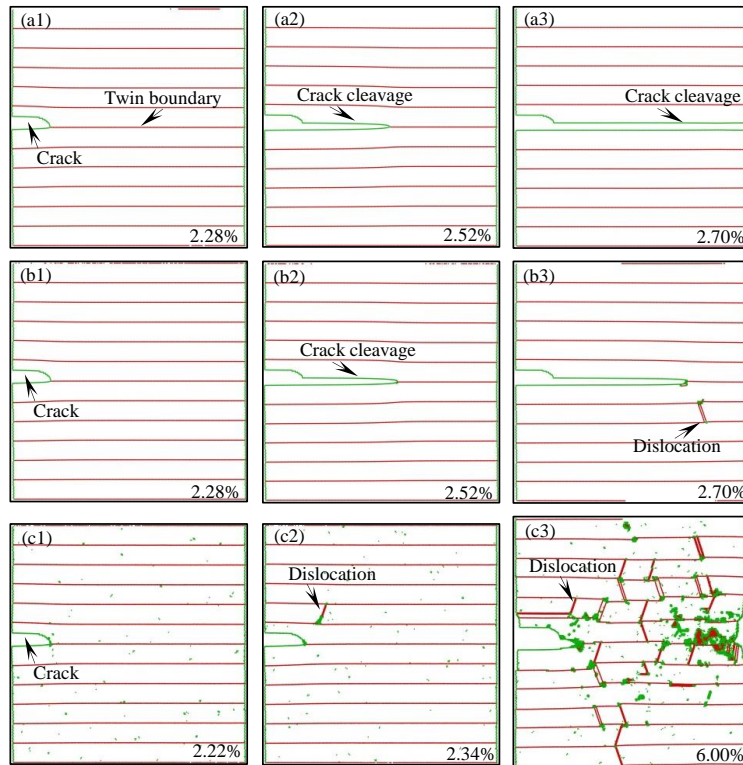 (a1)
Twin boundary
Crack
2.28%
(a2)
Crack cleavage
2.52%
(a3)
Crack cleavage
2.70%
(b1)
Crack
2.28%
(b2)
Crack cleavage
2.52%
(b3)
Dislocation
2.70%
(c1)
Crack
2.22%
(c2)
Dislocation
2.34%
(c3)
Dislocation
6.00%